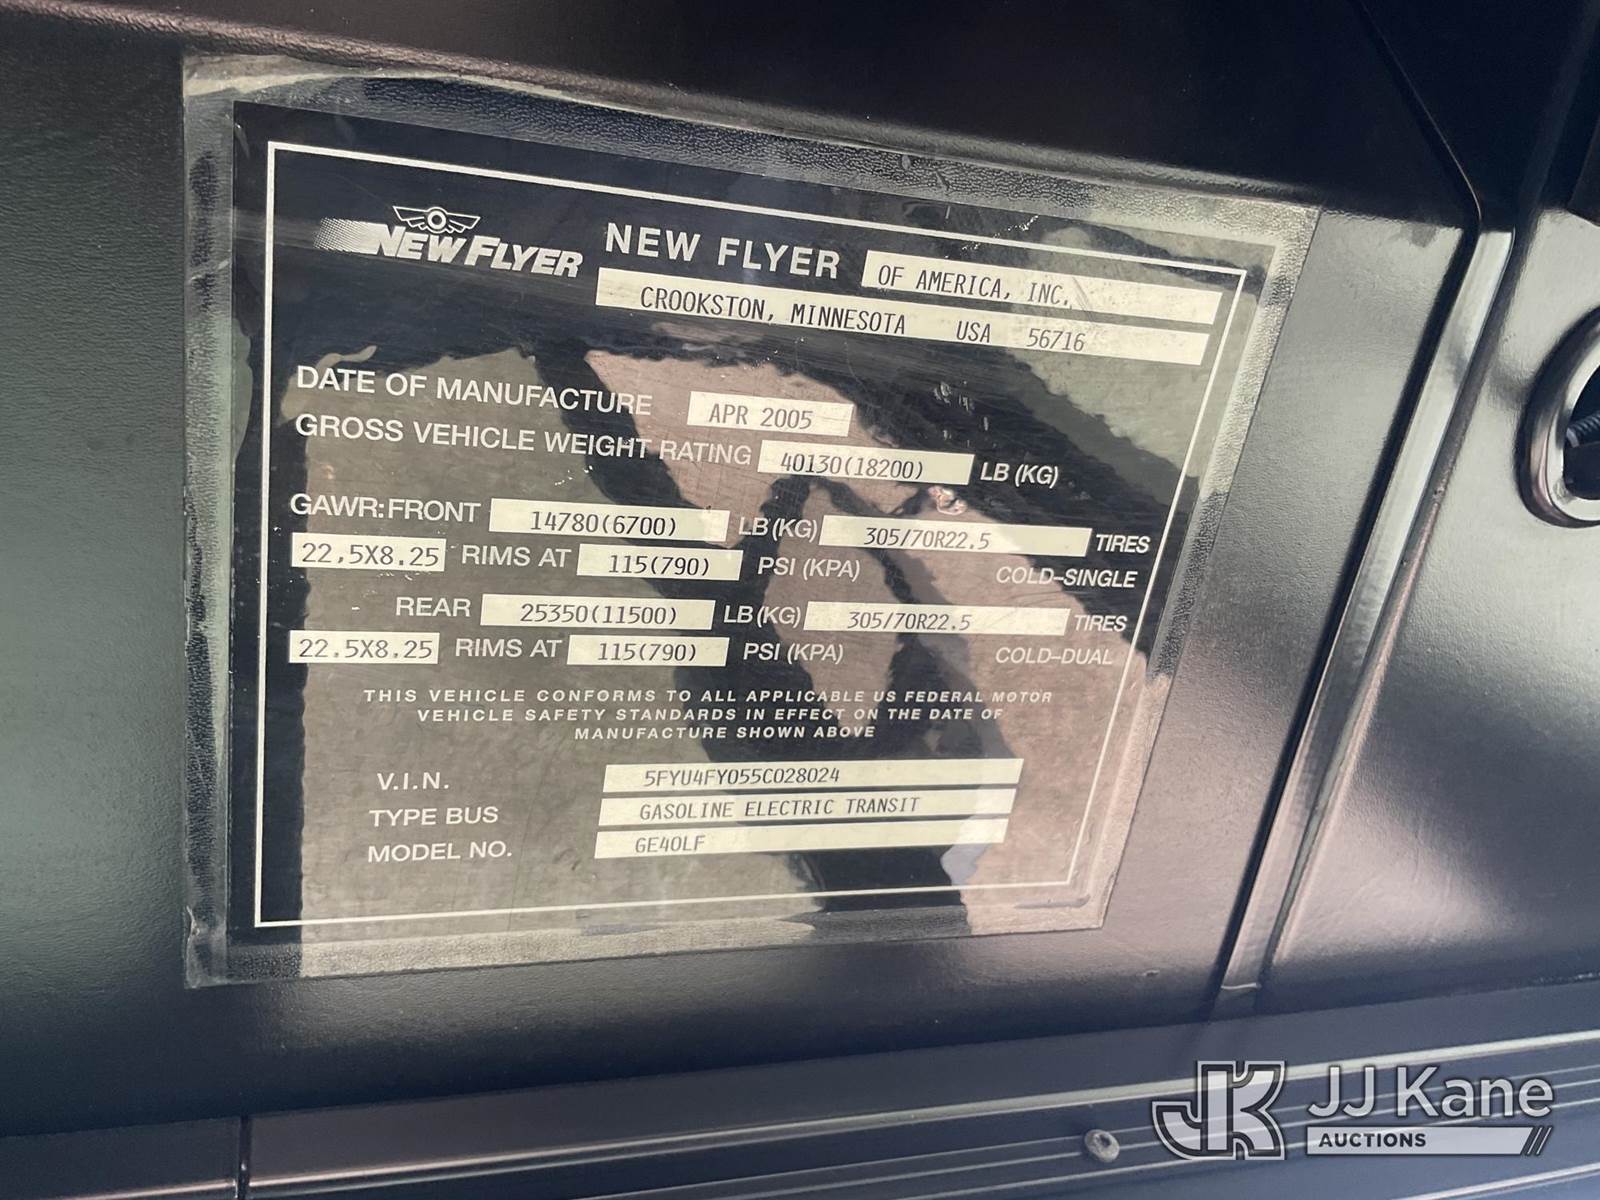 NEW FLYER NEW FLYER OF AMERICA, INC.
CROOKSTON, MINNESOTA USA 56716
DATE OF MANUFACTURE APR 2005
GROSS VEHICLE WEIGHT RATING 40130(18200) LB (KG)
GAWR: FRONT 14780(6700) LB (KG) 305/70R22.5 TIRES
22.5X8.25 RIMS AT 115(790) PSI (KPA) COLD-SINGLE
REAR 25350(11500) LB (KG) 305/70R22.5 TIRES
22.5X8.25 RIMS AT 115(790) PSI (KPA) COLD-DUAL
THIS VEHICLE CONFORMS TO ALL APPLICABLE US FEDERAL MOTOR
VEHICLE SAFETY STANDARDS IN EFFECT ON THE DATE OF
MANUFACTURE SHOWN ABOVE
V.I.N. 5FYU4FY055C028024
TYPE BUS GASOLINE ELECTRIC TRANSIT
MODEL NO. GE40LF
JK JJ Kane
AUCTIONS